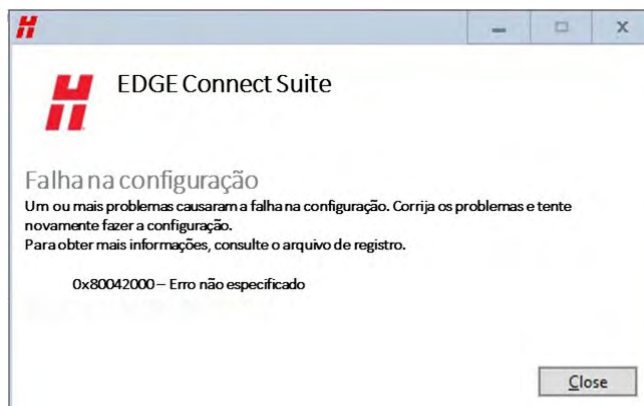 EDGE Connect Suite
Falha na configuração
Um ou mais problemas causaram a falha na configuração. Corrija os problemas e tente
novamente fazer a configuração.
Para obter mais informações, consulte o arquivo de registro.
0x80042000 – Erro não especificado
Close